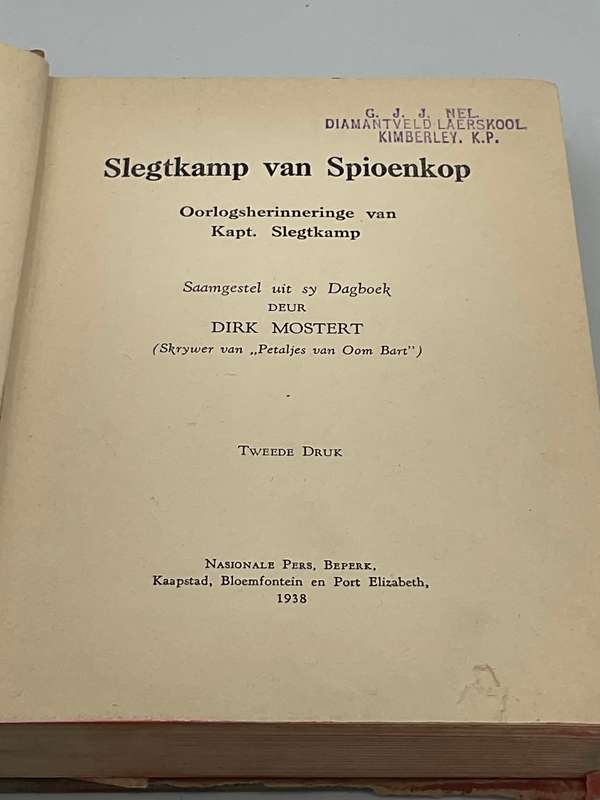 G. J. J. NEL.
DIAMANTVELD LAERSKOOL
KIMBERLEY. K.P.
Slegtkamp van Spioenkop
Oorlogsherinneringe van
Kapt. Slegtkamp
Saamgestel uit sy Dagboek
DEUR
DIRK MOSTERT
(Skrywer van „Petaljes van Oom Bart")
TWEEDE DRUK
NASIONALE PERS, BEPERK,
Kaapstad, Bloemfontein en Port Elizabeth,
1938